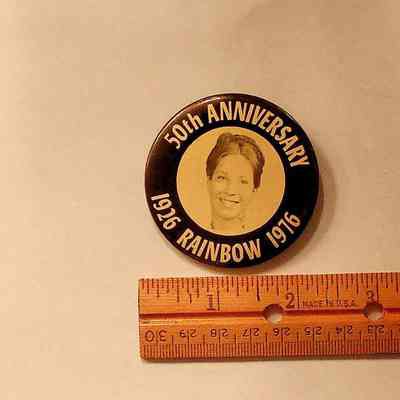 50th ANNIVERSARY
1926 RAINBOW 1976
1 2 3
MADE IN U.S.A.
30 29 28 27 26 25 24 23